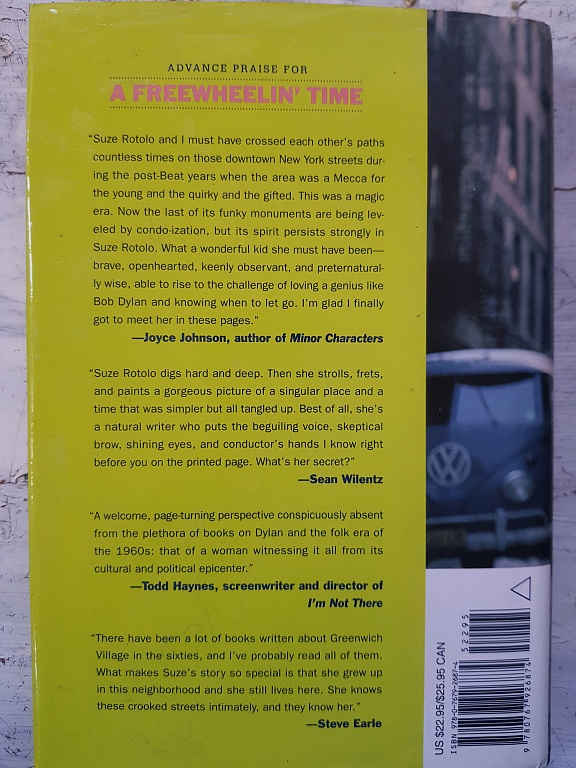 ADVANCE PRAISE FOR
A FREEWHEELIN' TIME
"Suze Rotolo and I must have crossed each other's paths
countless times on those downtown New York streets dur-
ing the post-Beat years when the area was a Mecca for
the young and the quirky and the gifted. This was a magic
era. Now the last of its funky monuments are being lev-
eled by condo-ization, but its spirit persists strongly in
Suze Rotolo. What a wonderful kid she must have been—
brave, openhearted, keenly observant, and preternatural-
ly wise, able to rise to the challenge of loving a genius like
Bob Dylan and knowing when to let go. I'm glad I finally
got to meet her in these pages."
—Joyce Johnson, author of Minor Characters
"Suze Rotolo digs hard and deep. Then she strolls, frets,
and paints a gorgeous picture of a singular place and a
time that was simpler but all tangled up. Best of all, she's
a natural writer who puts the beguiling voice, skeptical
brow, shining eyes, and conductor's hands I know right
before you on the printed page. What's her secret?"
—Sean Wilentz
"A welcome, page-turning perspective conspicuously absent
from the plethora of books on Dylan and the folk era of
the 1960s: that of a woman witnessing it all from its
cultural and political epicenter."
—Todd Haynes, screenwriter and director of
I'm Not There
"There have been a lot of books written about Greenwich
Village in the sixties, and I've probably read all of them.
What makes Suze's story so special is that she grew up
in this neighborhood and she still lives here. She knows
these crooked streets intimately, and they know her."
—Steve Earle
VW
US $22.95/$25.95 CAN
ISBN 978-0-7679-2687-4
52295
9 780767 926874